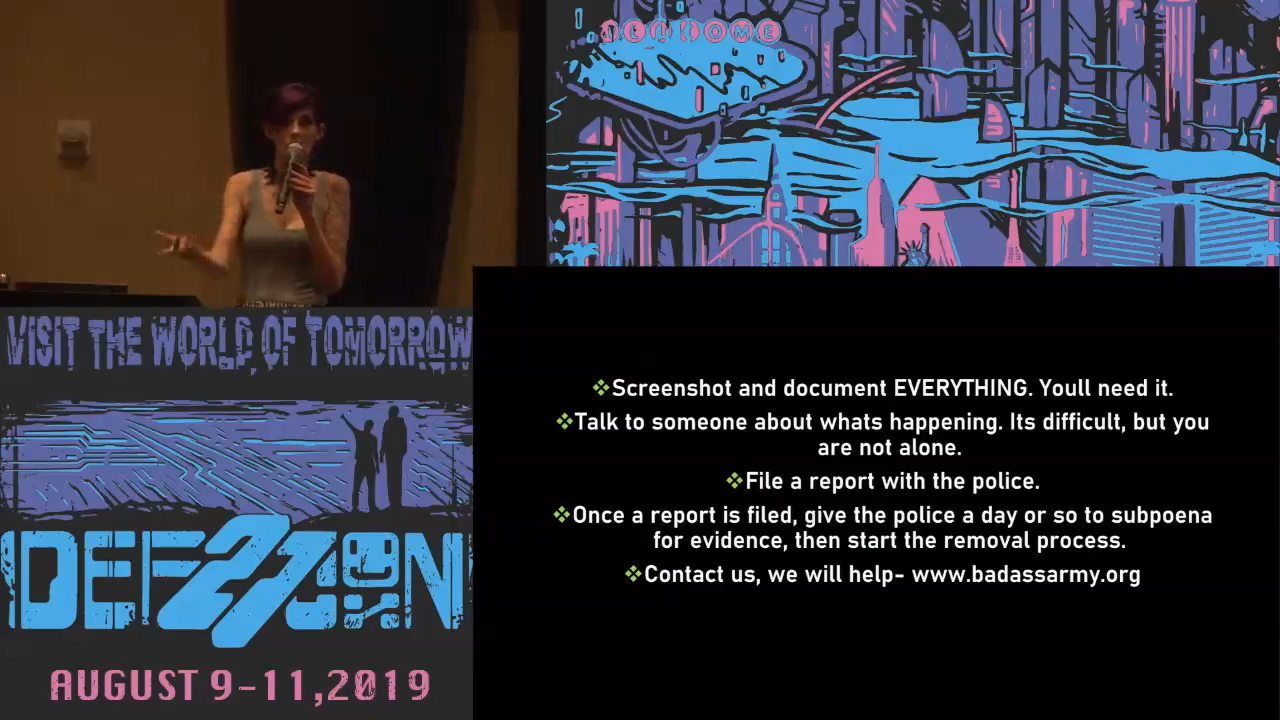 WELCOME
VISIT THE WORLD OF TOMORROW
DEFCON
27
AUGUST 9-11,2019
❖Screenshot and document EVERYTHING. Youll need it.
❖Talk to someone about whats happening. Its difficult, but you
are not alone.
❖File a report with the police.
❖Once a report is filed, give the police a day or so to subpoena
for evidence, then start the removal process.
❖Contact us, we will help- www.badassarmy.org